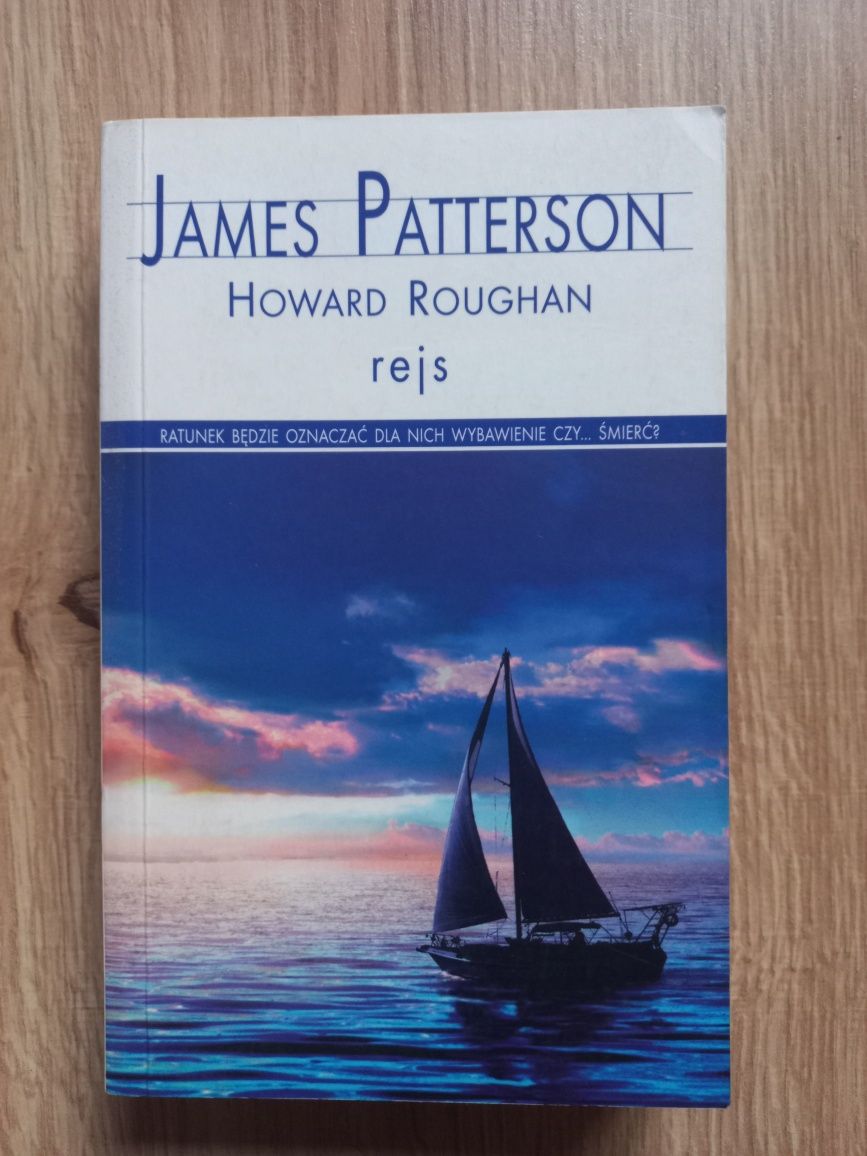 JAMES PATTERSON
HOWARD ROUGHAN
rejs
RATUNEK BĘDZIE OZNACZAĆ DLA NICH WYBAWIENIE CZY... ŚMIERĆ?